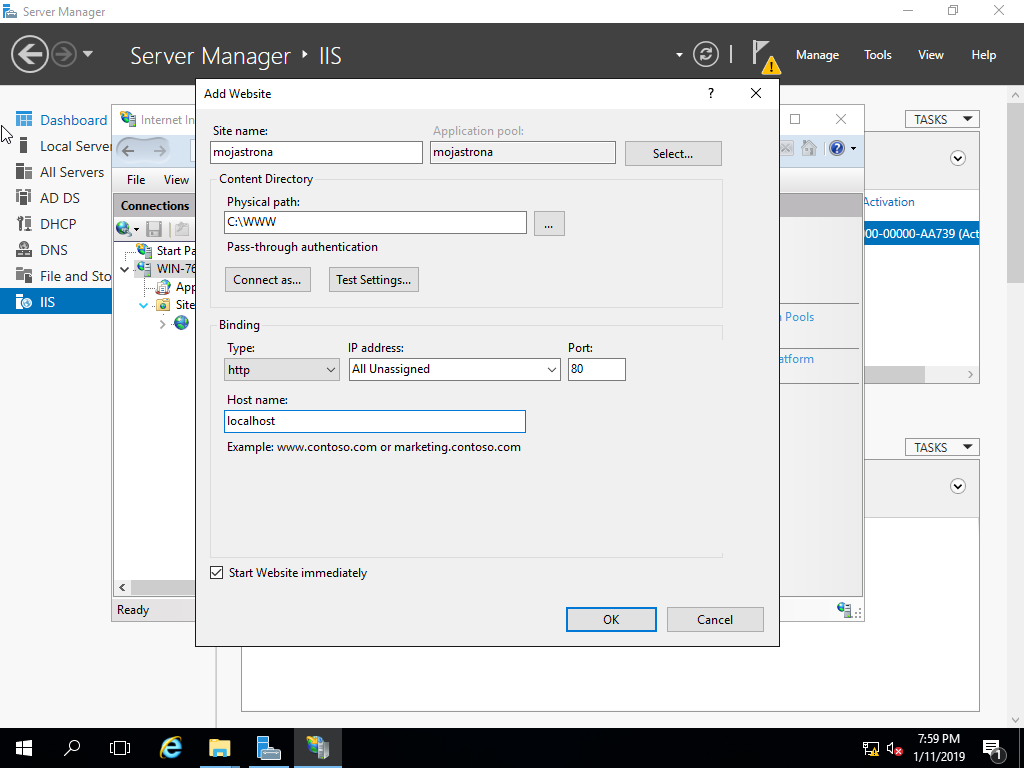 Server Manager
Server Manager • IIS
Manage Tools View Help
Dashboard
Local Server
All Servers
AD DS
DHCP
DNS
File and Sto
IIS
Internet In
File View
Connections
Start Pa
WIN-76
App
Site
Ready
Add Website
?
Site name:
Application pool:
mojastrona
mojastrona
Select...
Content Directory
Physical path:
C:\WWW
...
Pass-through authentication
Connect as...
Test Settings...
Binding
Type:
IP address:
Port:
http
All Unassigned
80
Host name:
localhost
Example: www.contoso.com or marketing.contoso.com
Start Website immediately
OK
Cancel
TASKS
Activation
000-00000-AA739 (Act
Pools
atform
TASKS
7:59 PM
1/11/2019
1